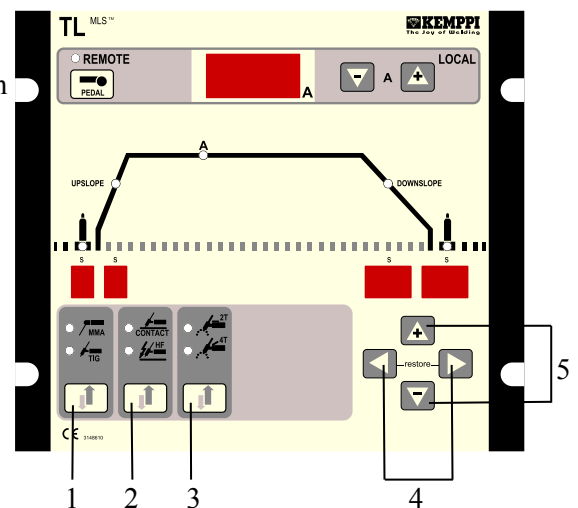 TL MLS™
KEMPPI
The Joy of Welding
REMOTE
LOCAL
A
A
PEDAL
A
UPSLOPE
DOWNSLOPE
S S S S
MMA
TIG
CONTACT
HF
2T
4T
restore
5
CE 3148610
1 2 3 4